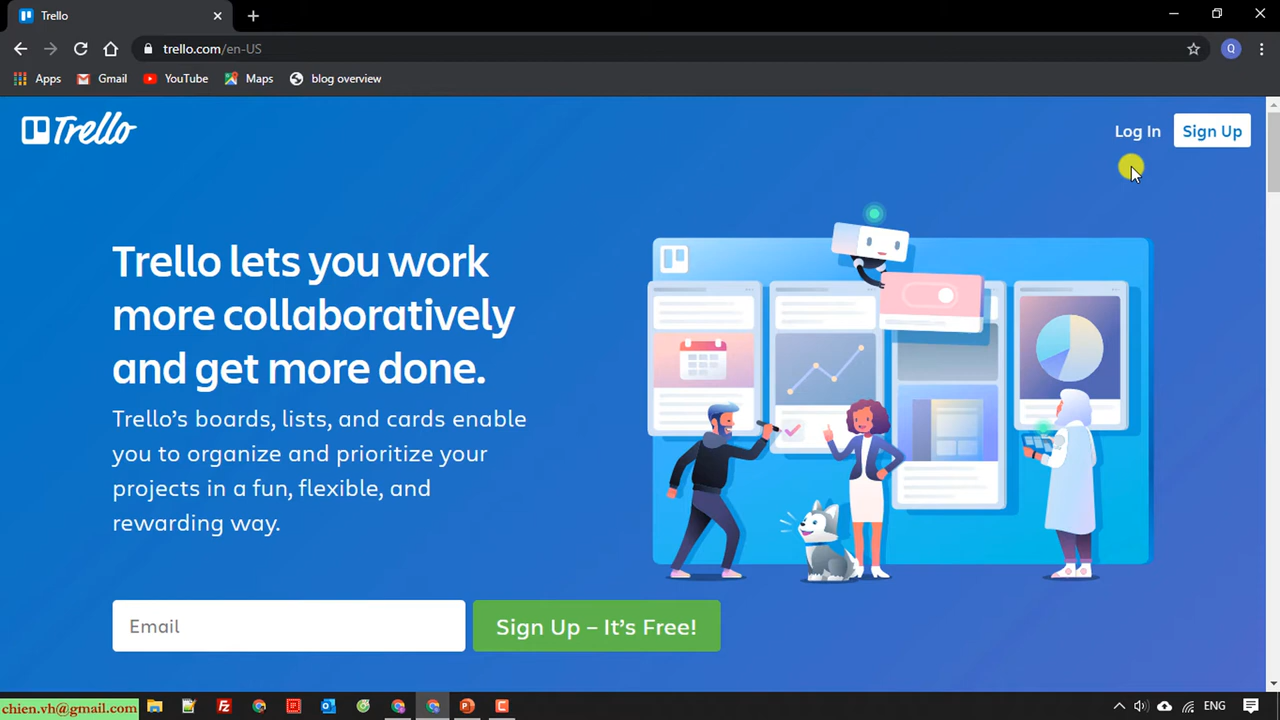 Trello
trello.com/en-US
Q
Apps
Gmail
YouTube
Maps
blog overview
Trello
Log In
Sign Up
Trello lets you work
more collaboratively
and get more done.
Trello's boards, lists, and cards enable
you to organize and prioritize your
projects in a fun, flexible, and
rewarding way.
Email
Sign Up – It's Free!
chien.vh@gmail.com
ENG